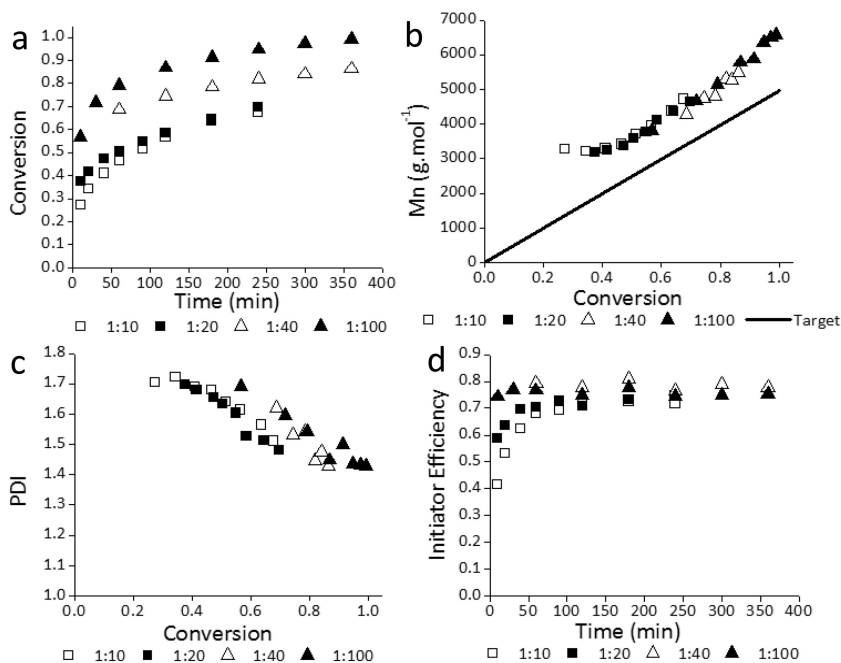 a
1.0
0.9
0.8
0.7
0.6
0.5
0.4
0.3
0.2
0.1
0.0
Conversion
0 50 100 150 200 250 300 350 400
Time (min)
1:10 1:20 1:40 1:100
b
7000
6000
5000
4000
3000
2000
1000
0
Mn (g.mol-1)
0.0 0.2 0.4 0.6 0.8 1.0
Conversion
1:10 1:20 1:40 1:100 Target
c
1.8
1.7
1.6
1.5
1.4
1.3
1.2
1.1
1.0
PDI
0.0 0.2 0.4 0.6 0.8 1.0
Conversion
1:10 1:20 1:40 1:100
d
0.9
0.8
0.7
0.6
0.5
0.4
0.3
0.2
0.1
0.0
Initiator Efficiency
0 50 100 150 200 250 300 350 400
Time (min)
1:10 1:20 1:40 1:100